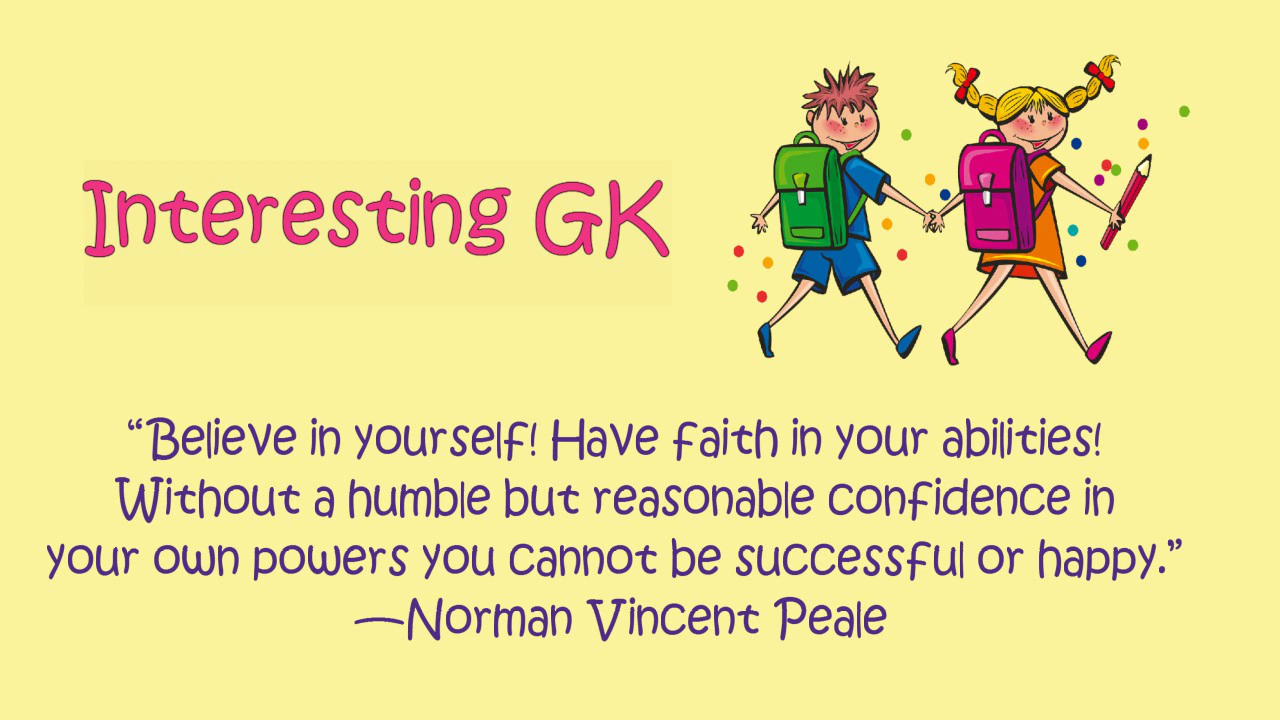 Interesting GK
“Believe in yourself! Have faith in your abilities!
Without a humble but reasonable confidence in
your own powers you cannot be successful or happy.”
—Norman Vincent Peale